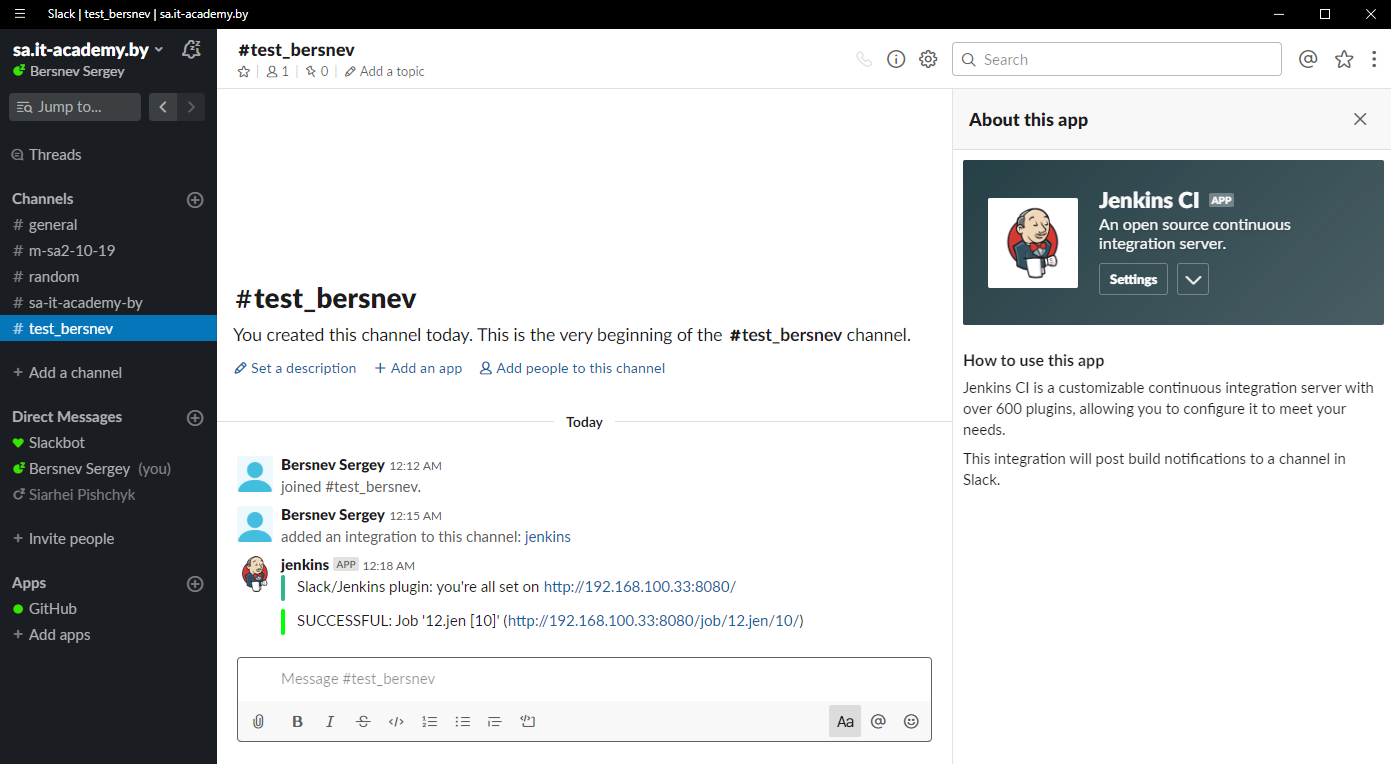 Slack | test_bersnev | sa.it-academy.by
sa.it-academy.by
Bersnev Sergey
Jump to...
Threads
Channels
# general
# m-sa2-10-19
# random
# sa-it-academy-by
# test_bersnev
+ Add a channel
Direct Messages
Slackbot
Bersnev Sergey (you)
Siarhei Pishchyk
+ Invite people
Apps
GitHub
+ Add apps
#test_bersnev
1 | 0 | Add a topic
Search
#test_bersnev
You created this channel today. This is the very beginning of the #test_bersnev channel.
Set a description + Add an app Add people to this channel
Today
Bersnev Sergey 12:12 AM
joined #test_bersnev.
Bersnev Sergey 12:15 AM
added an integration to this channel: jenkins
jenkins APP 12:18 AM
Slack/Jenkins plugin: you're all set on http://192.168.100.33:8080/
SUCCESSFUL: Job '12.jen [10]' (http://192.168.100.33:8080/job/12.jen/10/)
Message #test_bersnev
B I S </> Aa @
About this app
Jenkins CI APP
An open source continuous
integration server.
Settings
How to use this app
Jenkins CI is a customizable continuous integration server with
over 600 plugins, allowing you to configure it to meet your
needs.
This integration will post build notifications to a channel in
Slack.